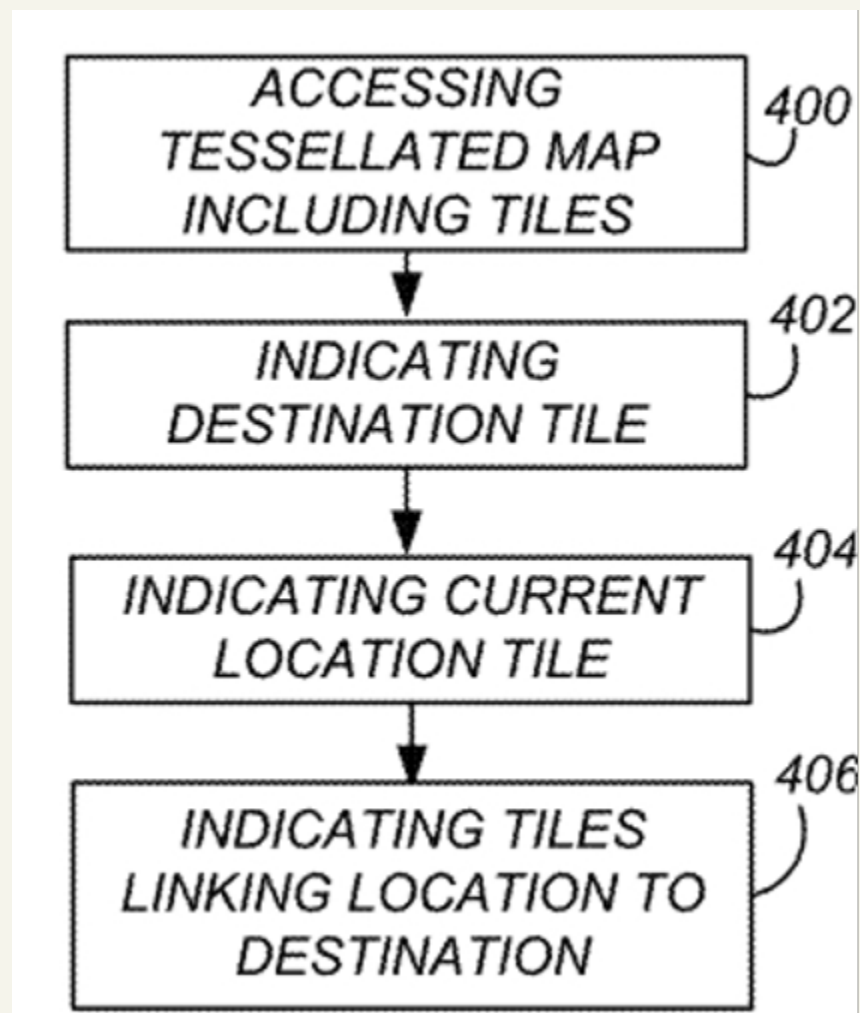 ACCESSING
TESSELLATED MAP
INCLUDING TILES
400
INDICATING
DESTINATION TILE
402
INDICATING CURRENT
LOCATION TILE
404
INDICATING TILES
LINKING LOCATION TO
DESTINATION
406